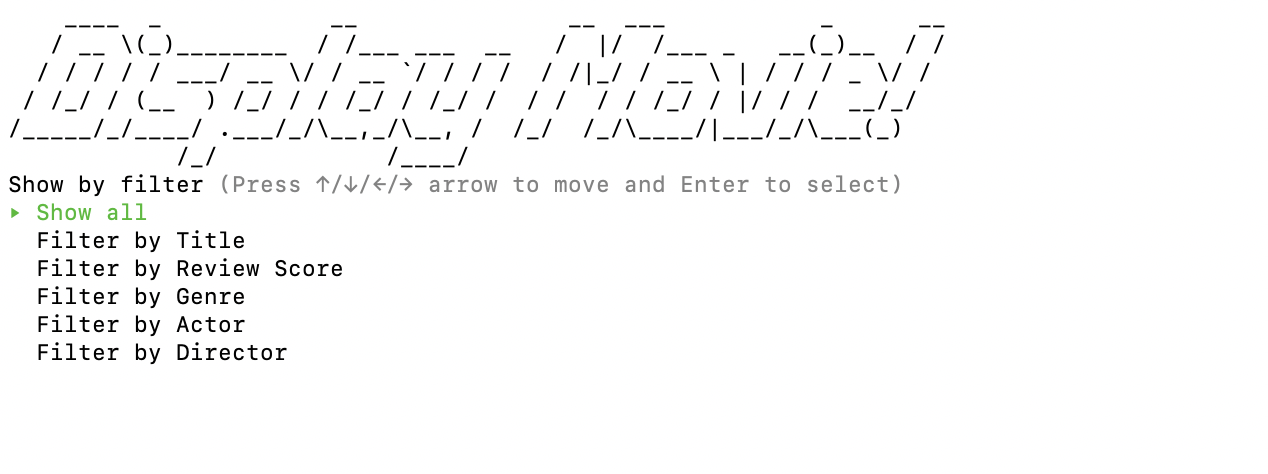 Display Movie!
Show by filter (Press ↑/↓/←/→ arrow to move and Enter to select)
‣ Show all
Filter by Title
Filter by Review Score
Filter by Genre
Filter by Actor
Filter by Director